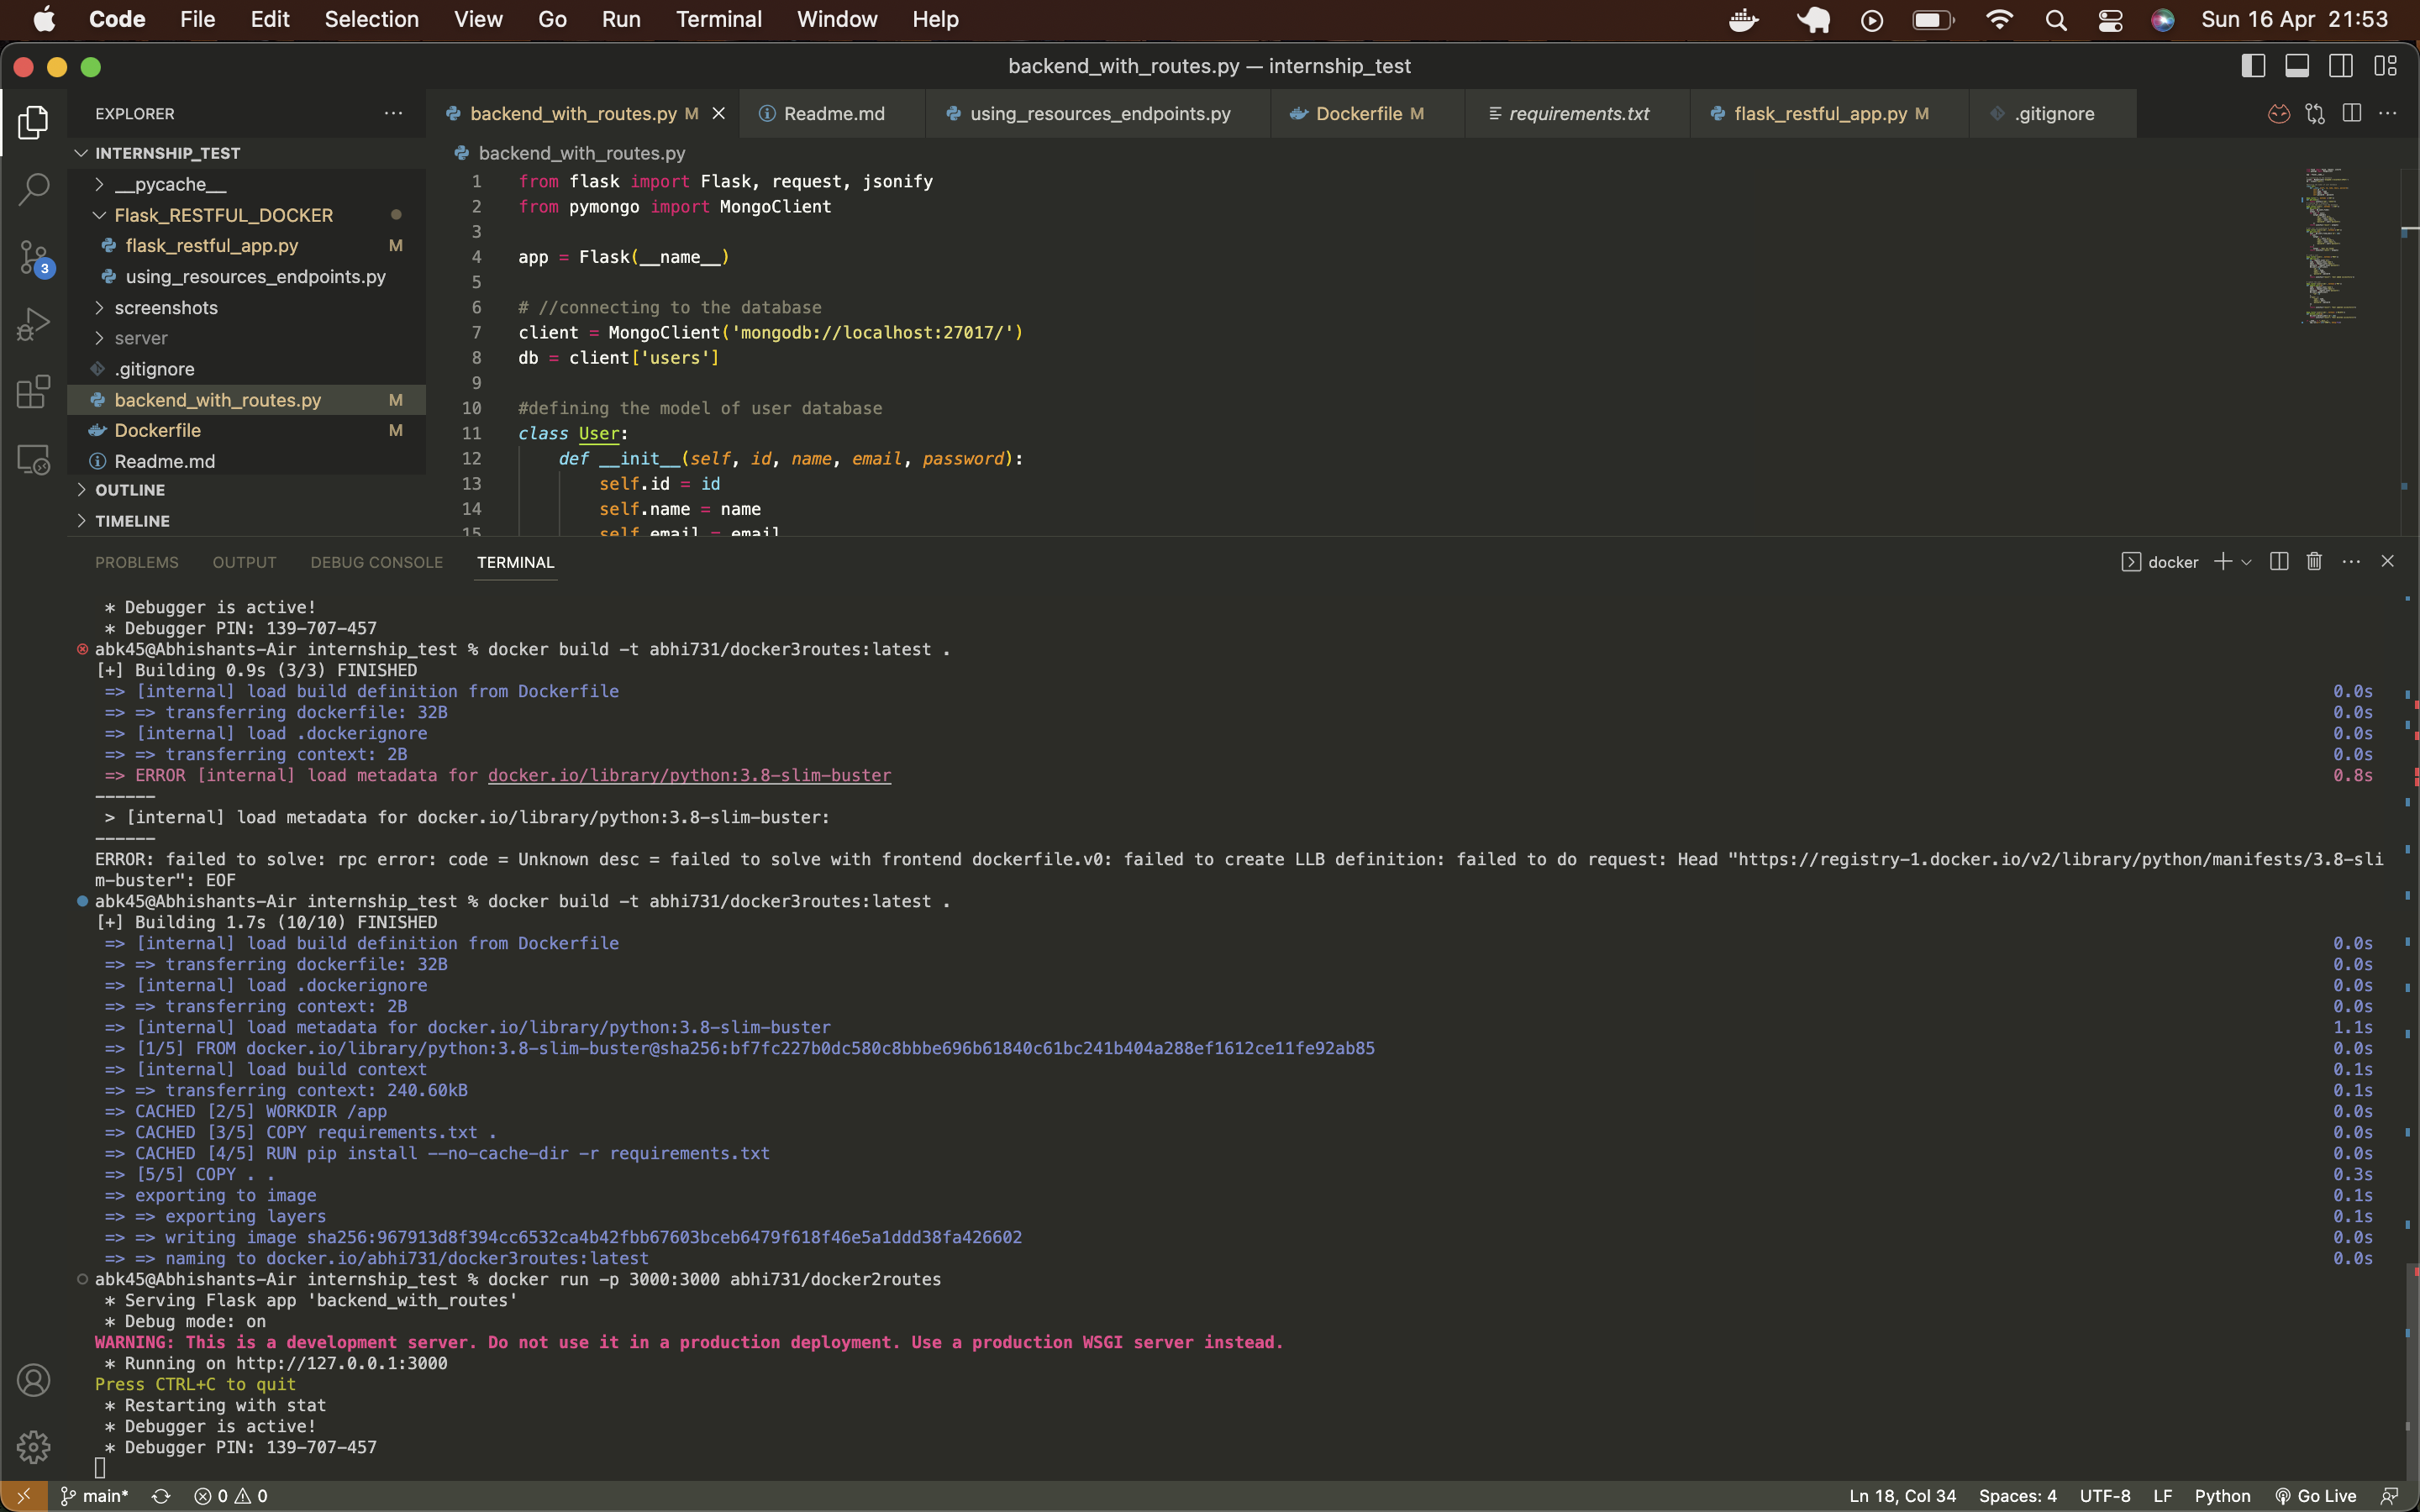 Code File Edit Selection View Go Run Terminal Window Help Sun 16 Apr 21:53
backend_with_routes.py — internship_test
EXPLORER
backend_with_routes.py M
Readme.md
using_resources_endpoints.py
Dockerfile M
requirements.txt
flask_restful_app.py M
.gitignore
INTERNSHIP_TEST
__pycache__
Flask_RESTFUL_DOCKER
flask_restful_app.py M
using_resources_endpoints.py
screenshots
server
.gitignore
backend_with_routes.py M
Dockerfile M
Readme.md
OUTLINE
TIMELINE
3
backend_with_routes.py
1 from flask import Flask, request, jsonify
2 from pymongo import MongoClient
3
4 app = Flask(__name__)
5
6 # //connecting to the database
7 client = MongoClient('mongodb://localhost:27017/')
8 db = client['users']
9
10 #defining the model of user database
11 class User:
12 def __init__(self, id, name, email, password):
13 self.id = id
14 self.name = name
15 self.email = email
PROBLEMS OUTPUT DEBUG CONSOLE TERMINAL docker
* Debugger is active!
* Debugger PIN: 139-707-457
abk45@Abhishants-Air internship_test % docker build -t abhi731/docker3routes:latest .
[+] Building 0.9s (3/3) FINISHED
=> [internal] load build definition from Dockerfile 0.0s
=> => transferring dockerfile: 32B 0.0s
=> [internal] load .dockerignore 0.0s
=> => transferring context: 2B 0.0s
=> ERROR [internal] load metadata for docker.io/library/python:3.8-slim-buster 0.8s
------
> [internal] load metadata for docker.io/library/python:3.8-slim-buster:
------
ERROR: failed to solve: rpc error: code = Unknown desc = failed to solve with frontend dockerfile.v0: failed to create LLB definition: failed to do request: Head "https://registry-1.docker.io/v2/library/python/manifests/3.8-sli
m-buster": EOF
abk45@Abhishants-Air internship_test % docker build -t abhi731/docker3routes:latest .
[+] Building 1.7s (10/10) FINISHED
=> [internal] load build definition from Dockerfile 0.0s
=> => transferring dockerfile: 32B 0.0s
=> [internal] load .dockerignore 0.0s
=> => transferring context: 2B 0.0s
=> [internal] load metadata for docker.io/library/python:3.8-slim-buster 1.1s
=> [1/5] FROM docker.io/library/python:3.8-slim-buster@sha256:bf7fc227b0dc580c8bbbe696b61840c61bc241b404a288ef1612ce11fe92ab85 0.0s
=> [internal] load build context 0.1s
=> => transferring context: 240.60kB 0.1s
=> CACHED [2/5] WORKDIR /app 0.0s
=> CACHED [3/5] COPY requirements.txt . 0.0s
=> CACHED [4/5] RUN pip install --no-cache-dir -r requirements.txt 0.0s
=> [5/5] COPY . . 0.3s
=> exporting to image 0.1s
=> => exporting layers 0.1s
=> => writing image sha256:967913d8f394cc6532ca4b42fbb67603bceb6479f618f46e5a1ddd38fa426602 0.0s
=> => naming to docker.io/abhi731/docker3routes:latest 0.0s
abk45@Abhishants-Air internship_test % docker run -p 3000:3000 abhi731/docker2routes
* Serving Flask app 'backend_with_routes'
* Debug mode: on
WARNING: This is a development server. Do not use it in a production deployment. Use a production WSGI server instead.
* Running on http://127.0.0.1:3000
Press CTRL+C to quit
* Restarting with stat
* Debugger is active!
* Debugger PIN: 139-707-457
main* 0 0 Ln 18, Col 34 Spaces: 4 UTF-8 LF Python Go Live